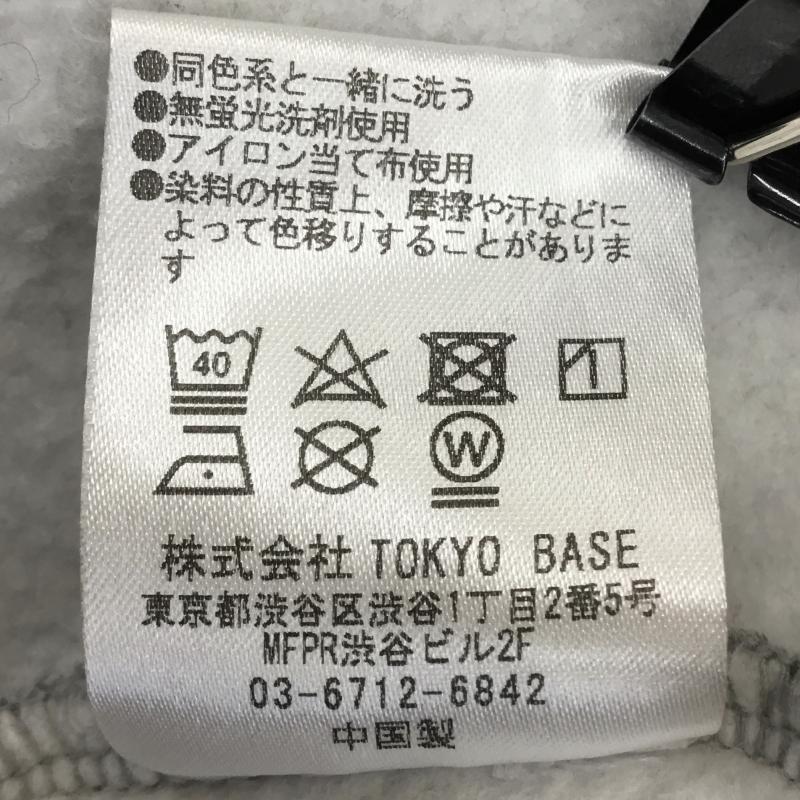 ●同色系と一緒に洗う
●無蛍光洗剤使用
●アイロン当て布使用
●染料の性質上、摩擦や汗などに
よって色移りすることがありま
す
40
W
株式会社 TOKYO BASE
東京都渋谷区渋谷1丁目2番5号
MFPR渋谷ビル2F
03-6712-6842
中国製